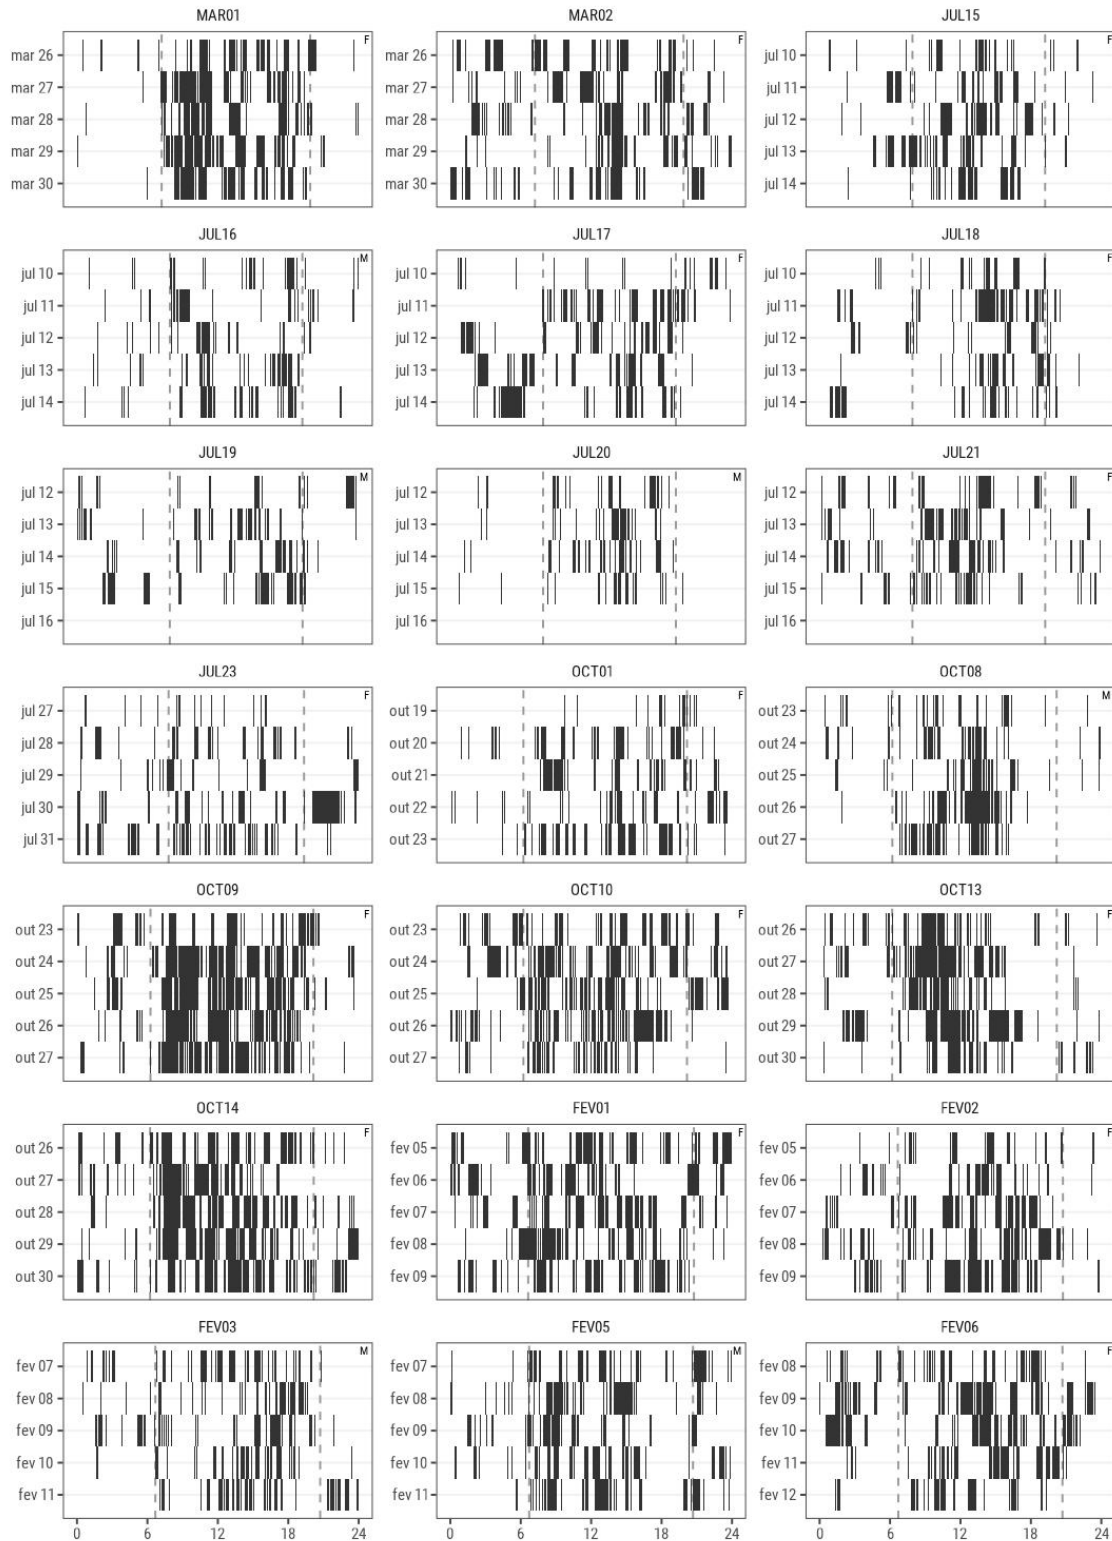 MAR01 MAR02 JUL15
F F F
mar 26 mar 26 jul 10
mar 27 mar 27 jul 11
mar 28 mar 28 jul 12
mar 29 mar 29 jul 13
mar 30 mar 30 jul 14
JUL16 JUL17 JUL18
M F F
jul 10 jul 10 jul 10
jul 11 jul 11 jul 11
jul 12 jul 12 jul 12
jul 13 jul 13 jul 13
jul 14 jul 14 jul 14
JUL19 JUL20 JUL21
M M F
jul 12 jul 12 jul 12
jul 13 jul 13 jul 13
jul 14 jul 14 jul 14
jul 15 jul 15 jul 15
jul 16 jul 16 jul 16
JUL23 OCT01 OCT08
F F M
jul 27 out 19 out 23
jul 28 out 20 out 24
jul 29 out 21 out 25
jul 30 out 22 out 26
jul 31 out 23 out 27
OCT09 OCT10 OCT13
F F F
out 23 out 23 out 26
out 24 out 24 out 27
out 25 out 25 out 28
out 26 out 26 out 29
out 27 out 27 out 30
OCT14 FEV01 FEV02
F F F
out 26 fev 05 fev 05
out 27 fev 06 fev 06
out 28 fev 07 fev 07
out 29 fev 08 fev 08
out 30 fev 09 fev 09
FEV03 FEV05 FEV06
M M F
fev 07 fev 07 fev 08
fev 08 fev 08 fev 09
fev 09 fev 09 fev 10
fev 10 fev 10 fev 11
fev 11 fev 11 fev 12
0 6 12 18 24 0 6 12 18 24 0 6 12 18 24